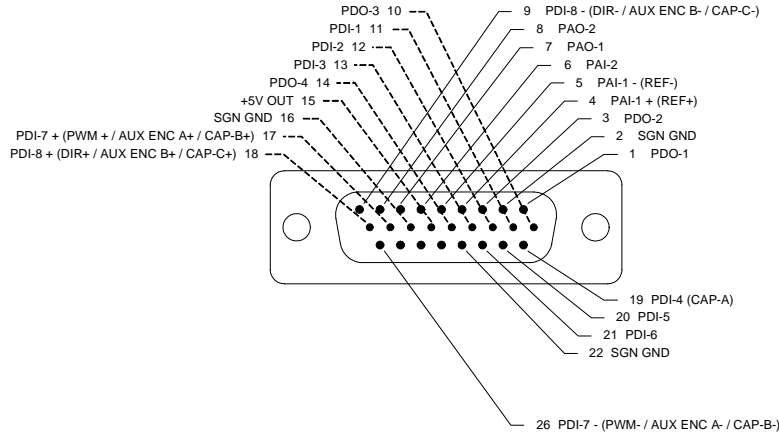 PDO-3 10
PDI-1 11
PDI-2 12
PDI-3 13
PDO-4 14
+5V OUT 15
SGN GND 16
PDI-7 + (PWM + / AUX ENC A+ / CAP-B+) 17
PDI-8 + (DIR+ / AUX ENC B+ / CAP-C+) 18
9 PDI-8 - (DIR- / AUX ENC B- / CAP-C-)
8 PAO-2
7 PAO-1
6 PAI-2
5 PAI-1 - (REF-)
4 PAI-1 + (REF+)
3 PDO-2
2 SGN GND
1 PDO-1
19 PDI-4 (CAP-A)
20 PDI-5
21 PDI-6
22 SGN GND
26 PDI-7 - (PWM- / AUX ENC A- / CAP-B-)